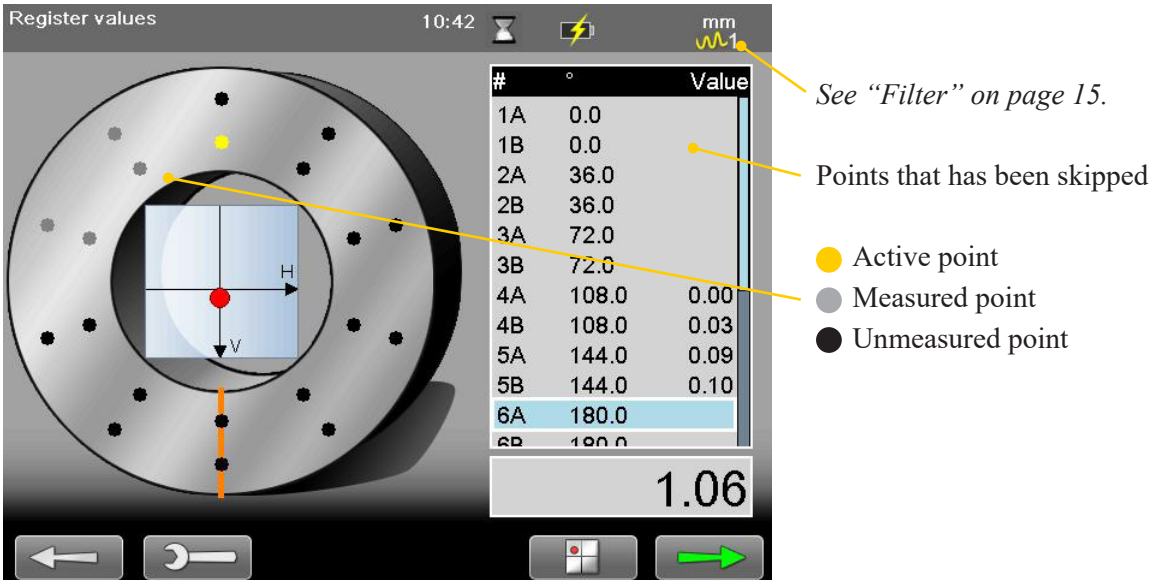 Register values 10:42 mm
1
# ° Value
1A 0.0
1B 0.0
2A 36.0
2B 36.0
3A 72.0
3B 72.0
4A 108.0 0.00
4B 108.0 0.03
5A 144.0 0.09
5B 144.0 0.10
6A 180.0
6B 180.0
1.06
H
V
See “Filter” on page 15.
Points that has been skipped
Active point
Measured point
Unmeasured point